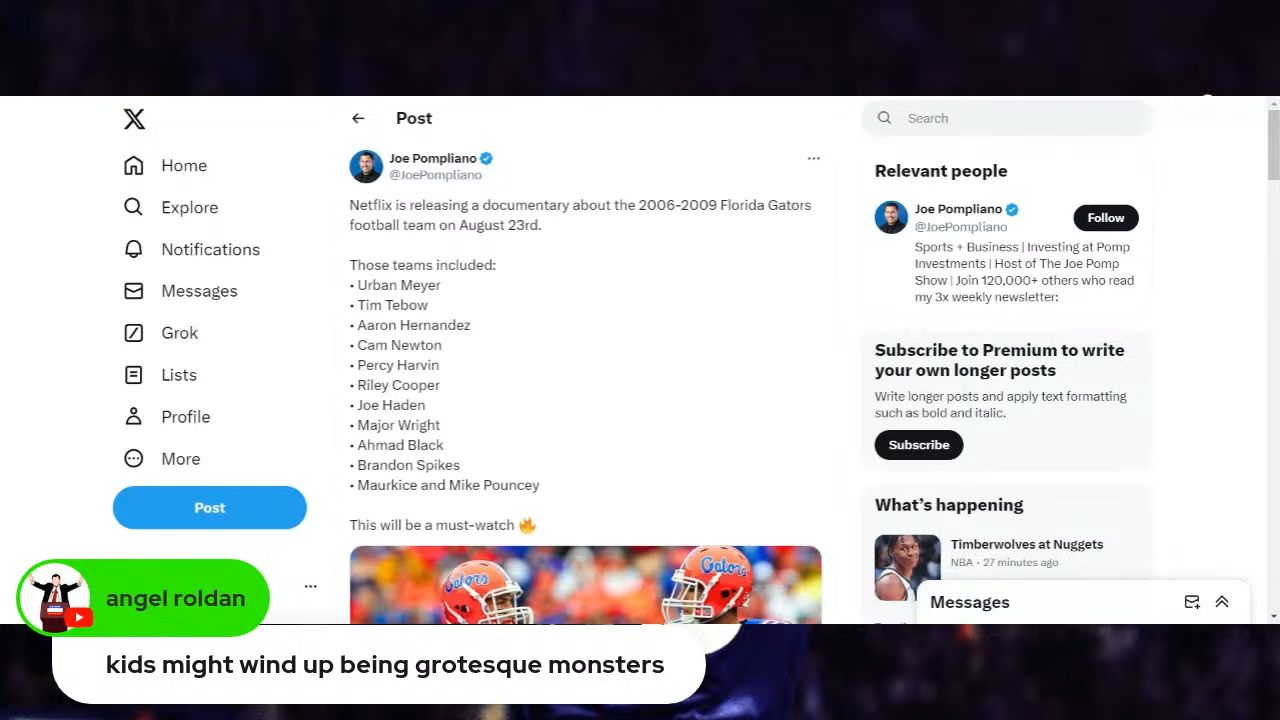 Home
Explore
Notifications
Messages
Grok
Lists
Profile
More
Post
Post
Joe Pompliano
@JoePompliano
Netflix is releasing a documentary about the 2006-2009 Florida Gators
football team on August 23rd.
Those teams included:
• Urban Meyer
• Tim Tebow
• Aaron Hernandez
• Cam Newton
• Percy Harvin
• Riley Cooper
• Joe Haden
• Major Wright
• Ahmad Black
• Brandon Spikes
• Maurkice and Mike Pouncey
This will be a must-watch 🔥
Gators
Gators
Search
Relevant people
Joe Pompliano
@JoePompliano
Follow
Sports + Business | Investing at Pomp
Investments | Host of The Joe Pomp
Show | Join 120,000+ others who read
my 3x weekly newsletter:
Subscribe to Premium to write
your own longer posts
Write longer posts and apply text formatting
such as bold and italic.
Subscribe
What's happening
Timberwolves at Nuggets
NBA · 27 minutes ago
Messages
angel roldan
kids might wind up being grotesque monsters